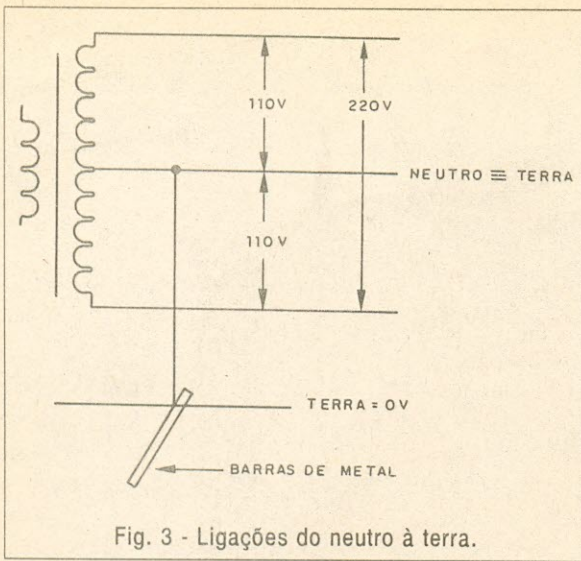 110V
220V
NEUTRO ≡ TERRA
110V
TERRA = 0V
BARRAS DE METAL
Fig. 3 - Ligações do neutro à terra.